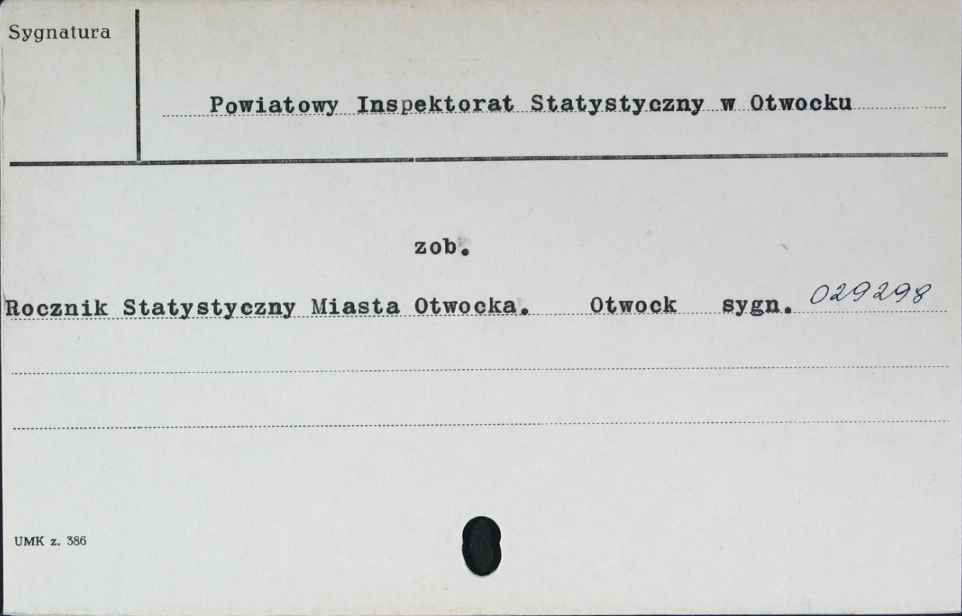 Sygnatura
Powiatowy Inspektorat Statystyczny w Otwocku
zob.
Rocznik Statystyczny Miasta Otwocka. Otwock sygn. 029298
UMK z. 386